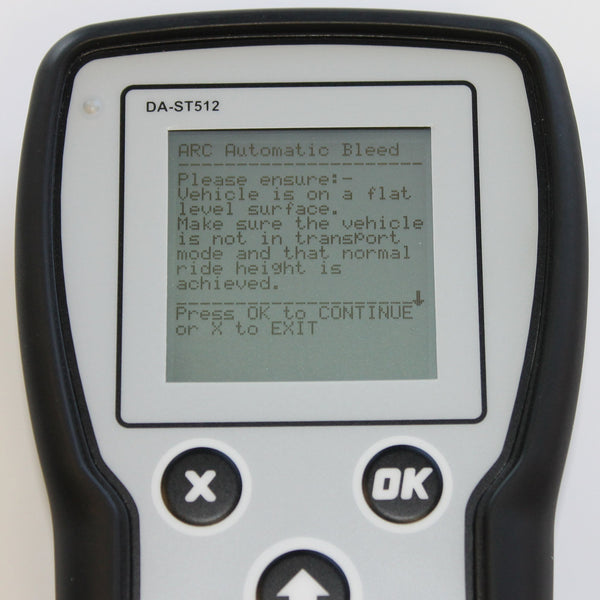 DA-ST512
ARC Automatic Bleed
Please ensure:-
Vehicle is on a flat
level surface.
Make sure the vehicle
is not in transport
mode and that normal
ride height is
achieved.
Press OK to CONTINUE
or X to EXIT
X
OK